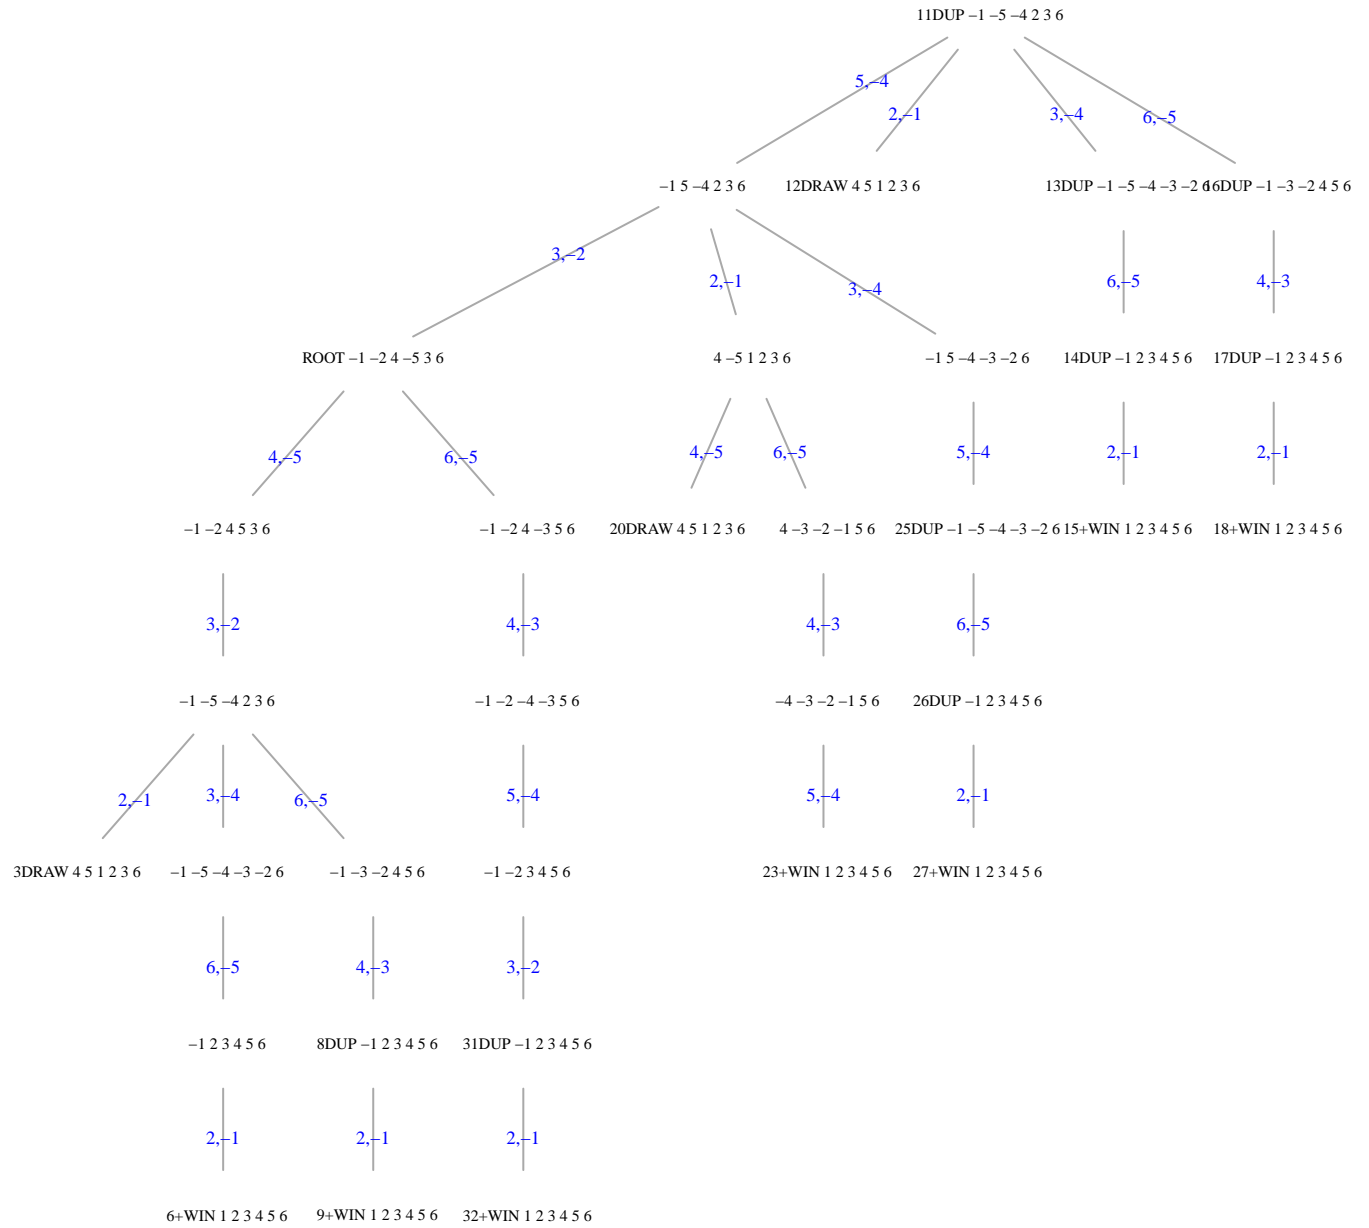 11DUP −1 −5 −4 2 3 6
5,−4
2,−1
3,−4
6,−5
−1 5 −4 2 3 6
12DRAW 4 5 1 2 3 6
13DUP −1 −5 −4 −3 −2 6
16DUP −1 −3 −2 4 5 6
3,−2
2,−1
3,−4
6,−5
4,−3
ROOT −1 −2 4 −5 3 6
4 −5 1 2 3 6
−1 5 −4 −3 −2 6
14DUP −1 2 3 4 5 6
17DUP −1 2 3 4 5 6
4,−5
6,−5
4,−5
6,−5
5,−4
2,−1
2,−1
−1 −2 4 5 3 6
−1 −2 4 −3 5 6
20DRAW 4 5 1 2 3 6
4 −3 −2 −1 5 6
25DUP −1 −5 −4 −3 −2 6
15+WIN 1 2 3 4 5 6
18+WIN 1 2 3 4 5 6
3,−2
4,−3
4,−3
6,−5
−1 −5 −4 2 3 6
−1 −2 −4 −3 5 6
−4 −3 −2 −1 5 6
26DUP −1 2 3 4 5 6
2,−1
3,−4
6,−5
5,−4
5,−4
2,−1
3DRAW 4 5 1 2 3 6
−1 −5 −4 −3 −2 6
−1 −3 −2 4 5 6
−1 −2 3 4 5 6
23+WIN 1 2 3 4 5 6
27+WIN 1 2 3 4 5 6
6,−5
4,−3
3,−2
−1 2 3 4 5 6
8DUP −1 2 3 4 5 6
31DUP −1 2 3 4 5 6
2,−1
2,−1
2,−1
6+WIN 1 2 3 4 5 6
9+WIN 1 2 3 4 5 6
32+WIN 1 2 3 4 5 6